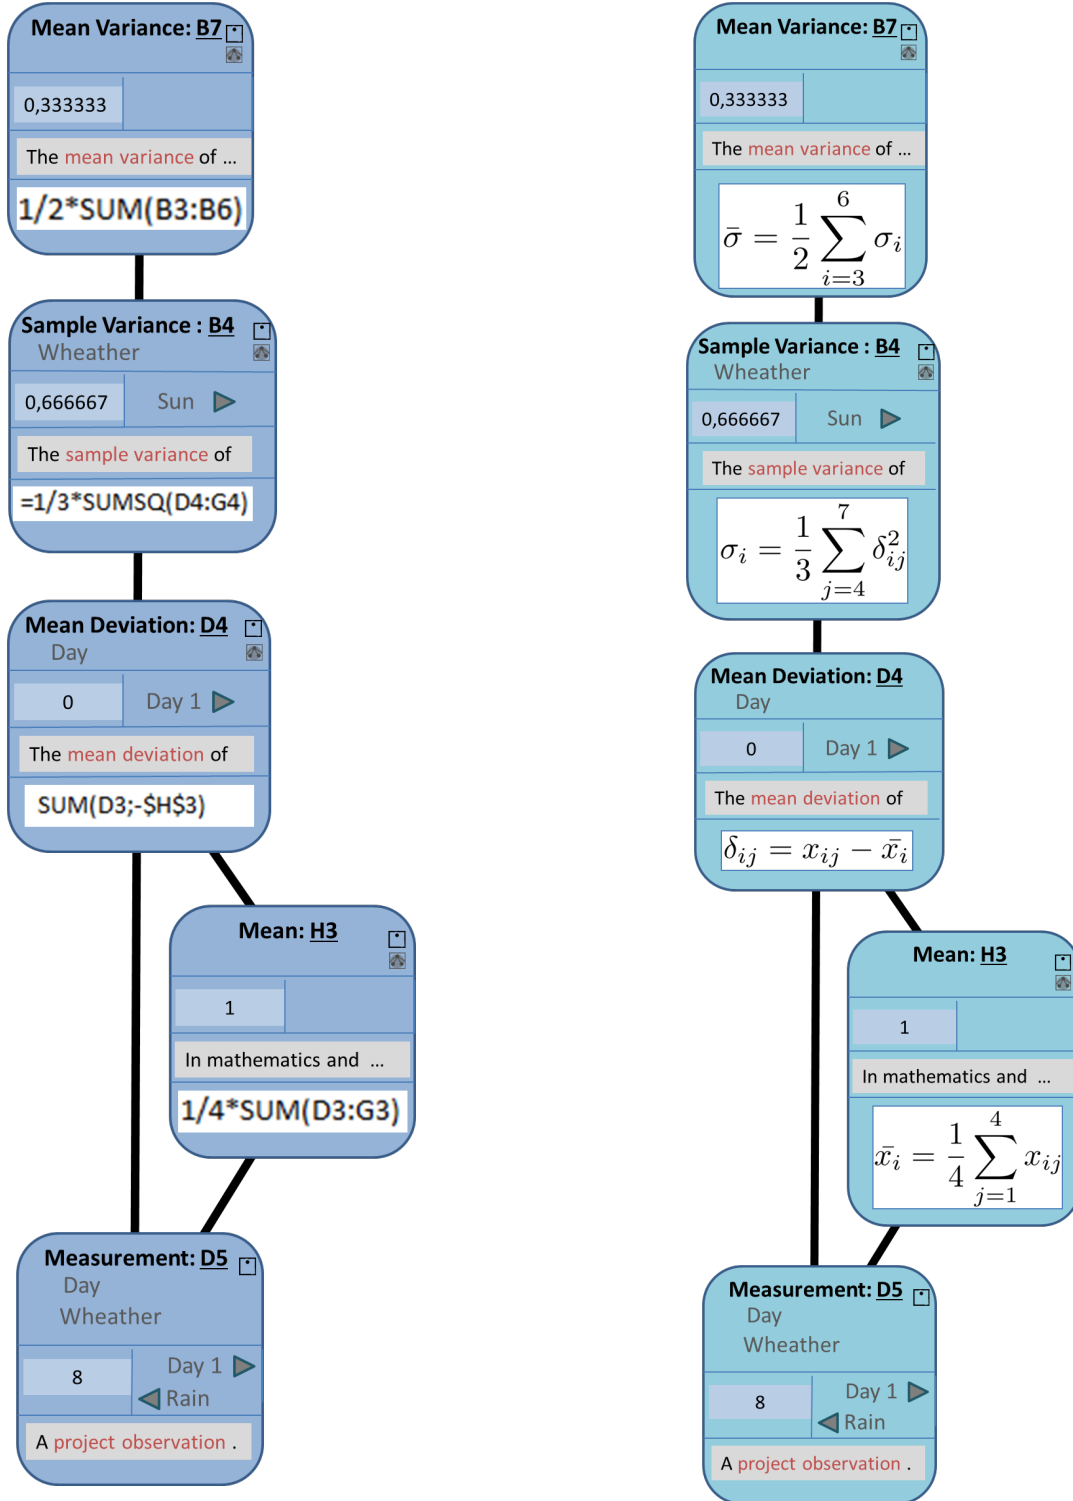 Mean Variance: B7
0,333333
The mean variance of ...
1/2*SUM(B3:B6)
Sample Variance : B4
Wheather
0,666667 Sun
The sample variance of
=1/3*SUMSQ(D4:G4)
Mean Deviation: D4
Day
0 Day 1
The mean deviation of
SUM(D3;-$H$3)
Mean: H3
1
In mathematics and ...
1/4*SUM(D3:G3)
Measurement: D5
Day
Wheather
8 Day 1
Rain
A project observation .
Mean Variance: B7
0,333333
The mean variance of ...
σ̄ = 1/2 ∑_{i=3}^{6} σ_i
Sample Variance : B4
Wheather
0,666667 Sun
The sample variance of
σ_i = 1/3 ∑_{j=4}^{7} δ_{ij}^2
Mean Deviation: D4
Day
0 Day 1
The mean deviation of
δ_{ij} = x_{ij} − x̄_i
Mean: H3
1
In mathematics and ...
x̄_i = 1/4 ∑_{j=1}^{4} x_{ij}
Measurement: D5
Day
Wheather
8 Day 1
Rain
A project observation .